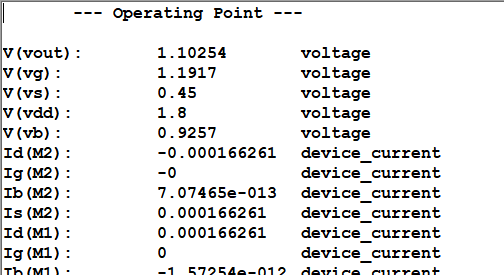 --- Operating Point ---
V(vout): 1.10254 voltage
V(vg): 1.1917 voltage
V(vs): 0.45 voltage
V(vdd): 1.8 voltage
V(vb): 0.9257 voltage
Id(M2): -0.000166261 device_current
Ig(M2): -0 device_current
Ib(M2): 7.07465e-013 device_current
Is(M2): 0.000166261 device_current
Id(M1): 0.000166261 device_current
Ig(M1): 0 device_current
Ib(M1): -1.57254e-012 device_current